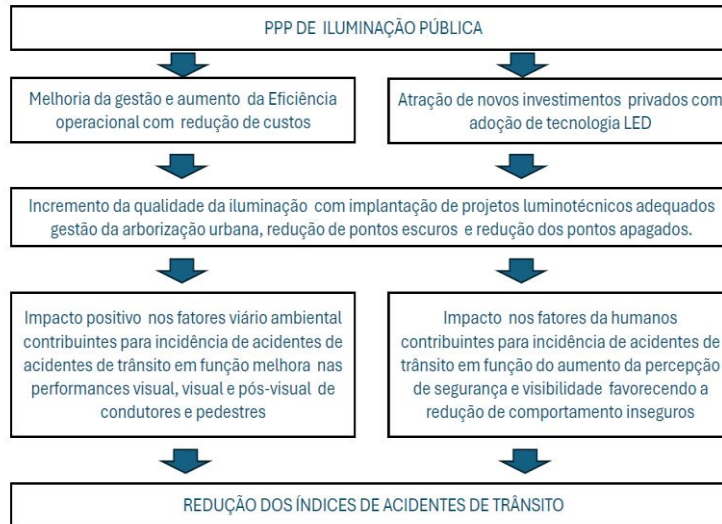 PPP DE ILUMINAÇÃO PÚBLICA
Melhoria da gestão e aumento da Eficiência
operacional com redução de custos
Atração de novos investimentos privados com
adoção de tecnologia LED
Incremento da qualidade da iluminação com implantação de projetos luminotécnicos adequados
gestão da arborização urbana, redução de pontos escuros e redução dos pontos apagados.
Impacto positivo nos fatores viário ambiental
contribuintes para incidência de acidentes de
acidentes de trânsito em função melhora nas
performances visual, visual e pós-visual de
condutores e pedestres
Impacto nos fatores da humanos
contribuintes para incidência de acidentes de
trânsito em função do aumento da percepção
de segurança e visibilidade favorecendo a
redução de comportamento inseguros
REDUÇÃO DOS ÍNDICES DE ACIDENTES DE TRÂNSITO